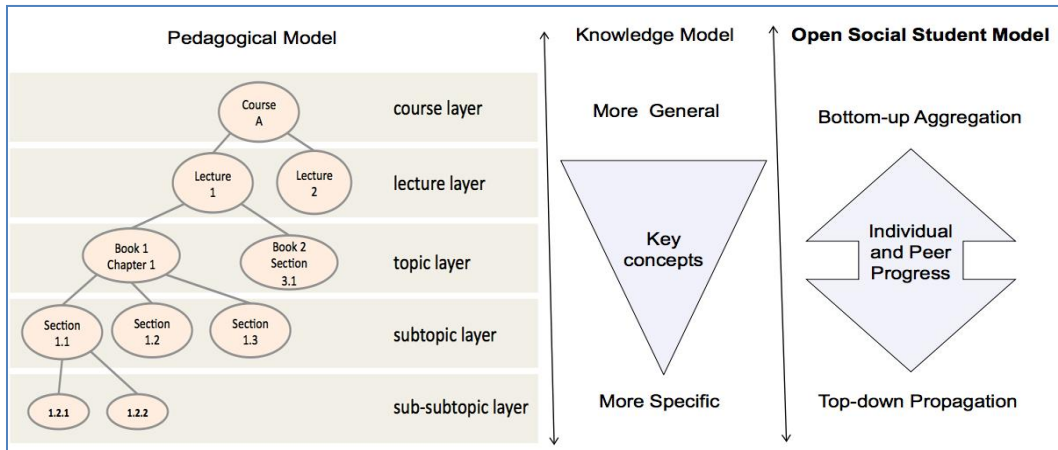 Pedagogical Model
Knowledge Model
Open Social Student Model
Course
A
course layer
Lecture
1
Lecture
2
lecture layer
Book 1
Chapter 1
Book 2
Section
3.1
topic layer
Section
1.1
Section
1.2
Section
1.3
subtopic layer
1.2.1
1.2.2
sub-subtopic layer
More General
Key
concepts
More Specific
Bottom-up Aggregation
Individual
and Peer
Progress
Top-down Propagation